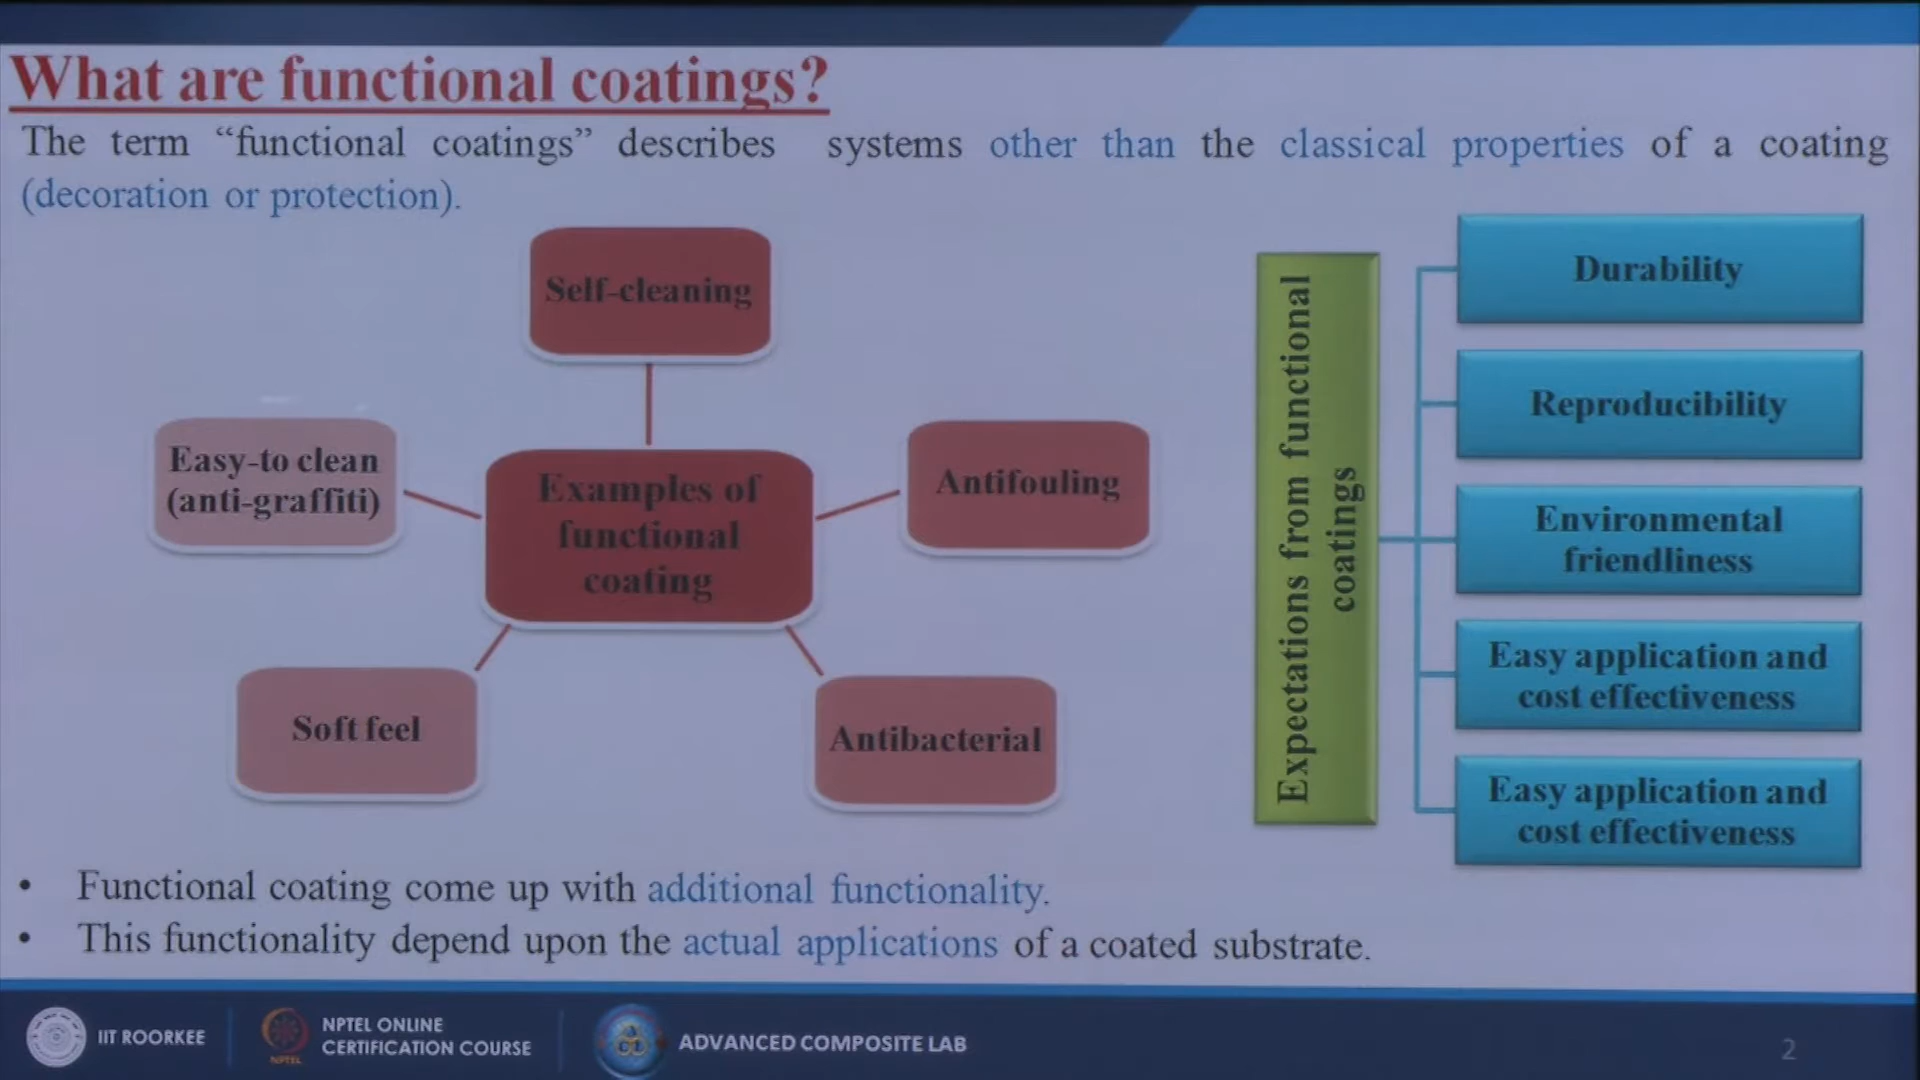 What are functional coatings?
The term “functional coatings” describes systems other than the classical properties of a coating
(decoration or protection).
Self-cleaning
Easy-to clean
(anti-graffiti)
Examples of
functional
coating
Antifouling
Soft feel
Antibacterial
Expectations from functional
coatings
Durability
Reproducibility
Environmental
friendliness
Easy application and
cost effectiveness
Easy application and
cost effectiveness
• Functional coating come up with additional functionality.
• This functionality depend upon the actual applications of a coated substrate.
IIT ROORKEE
NPTEL
NPTEL ONLINE
CERTIFICATION COURSE
ADVANCED COMPOSITE LAB
2